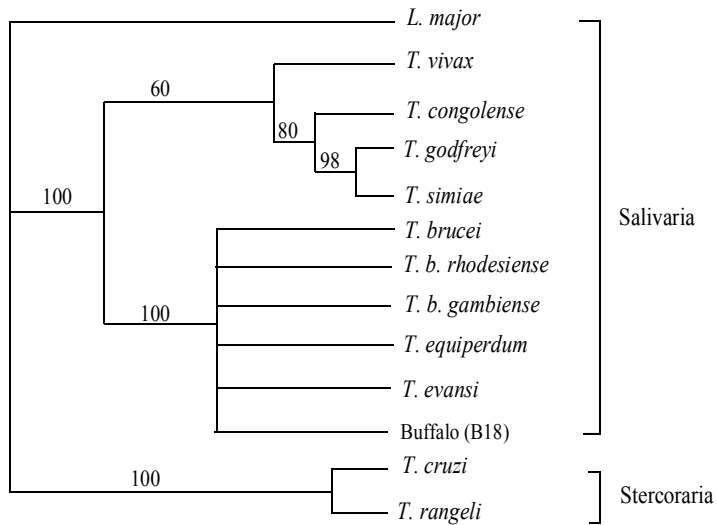 L. major
T. vivax
60
T. congolense
80
T. godfreyi
98
T. simiae
100
Salivaria
T. brucei
T. b. rhodesiense
T. b. gambiense
100
T. equiperdum
T. evansi
Buffalo (B18)
T. cruzi
100
Stercoraria
T. rangeli